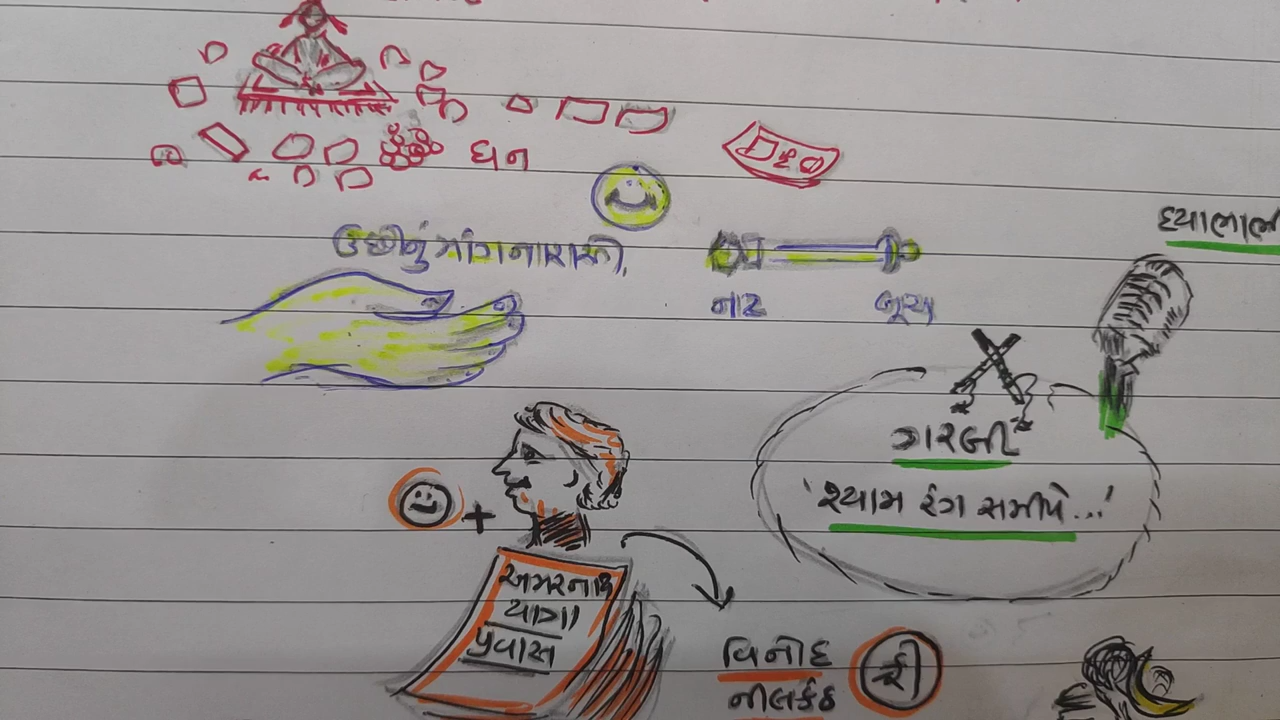 ધન
ઉછીનું માંગનારાઓ,
નાટ
બૂચ
દયાલાલ
ગરબી
'શ્યામ રંગ સમીપે...'
અમરનાથ
યાત્રા
પ્રવાસ
વિનોદ
નીલકંઠ